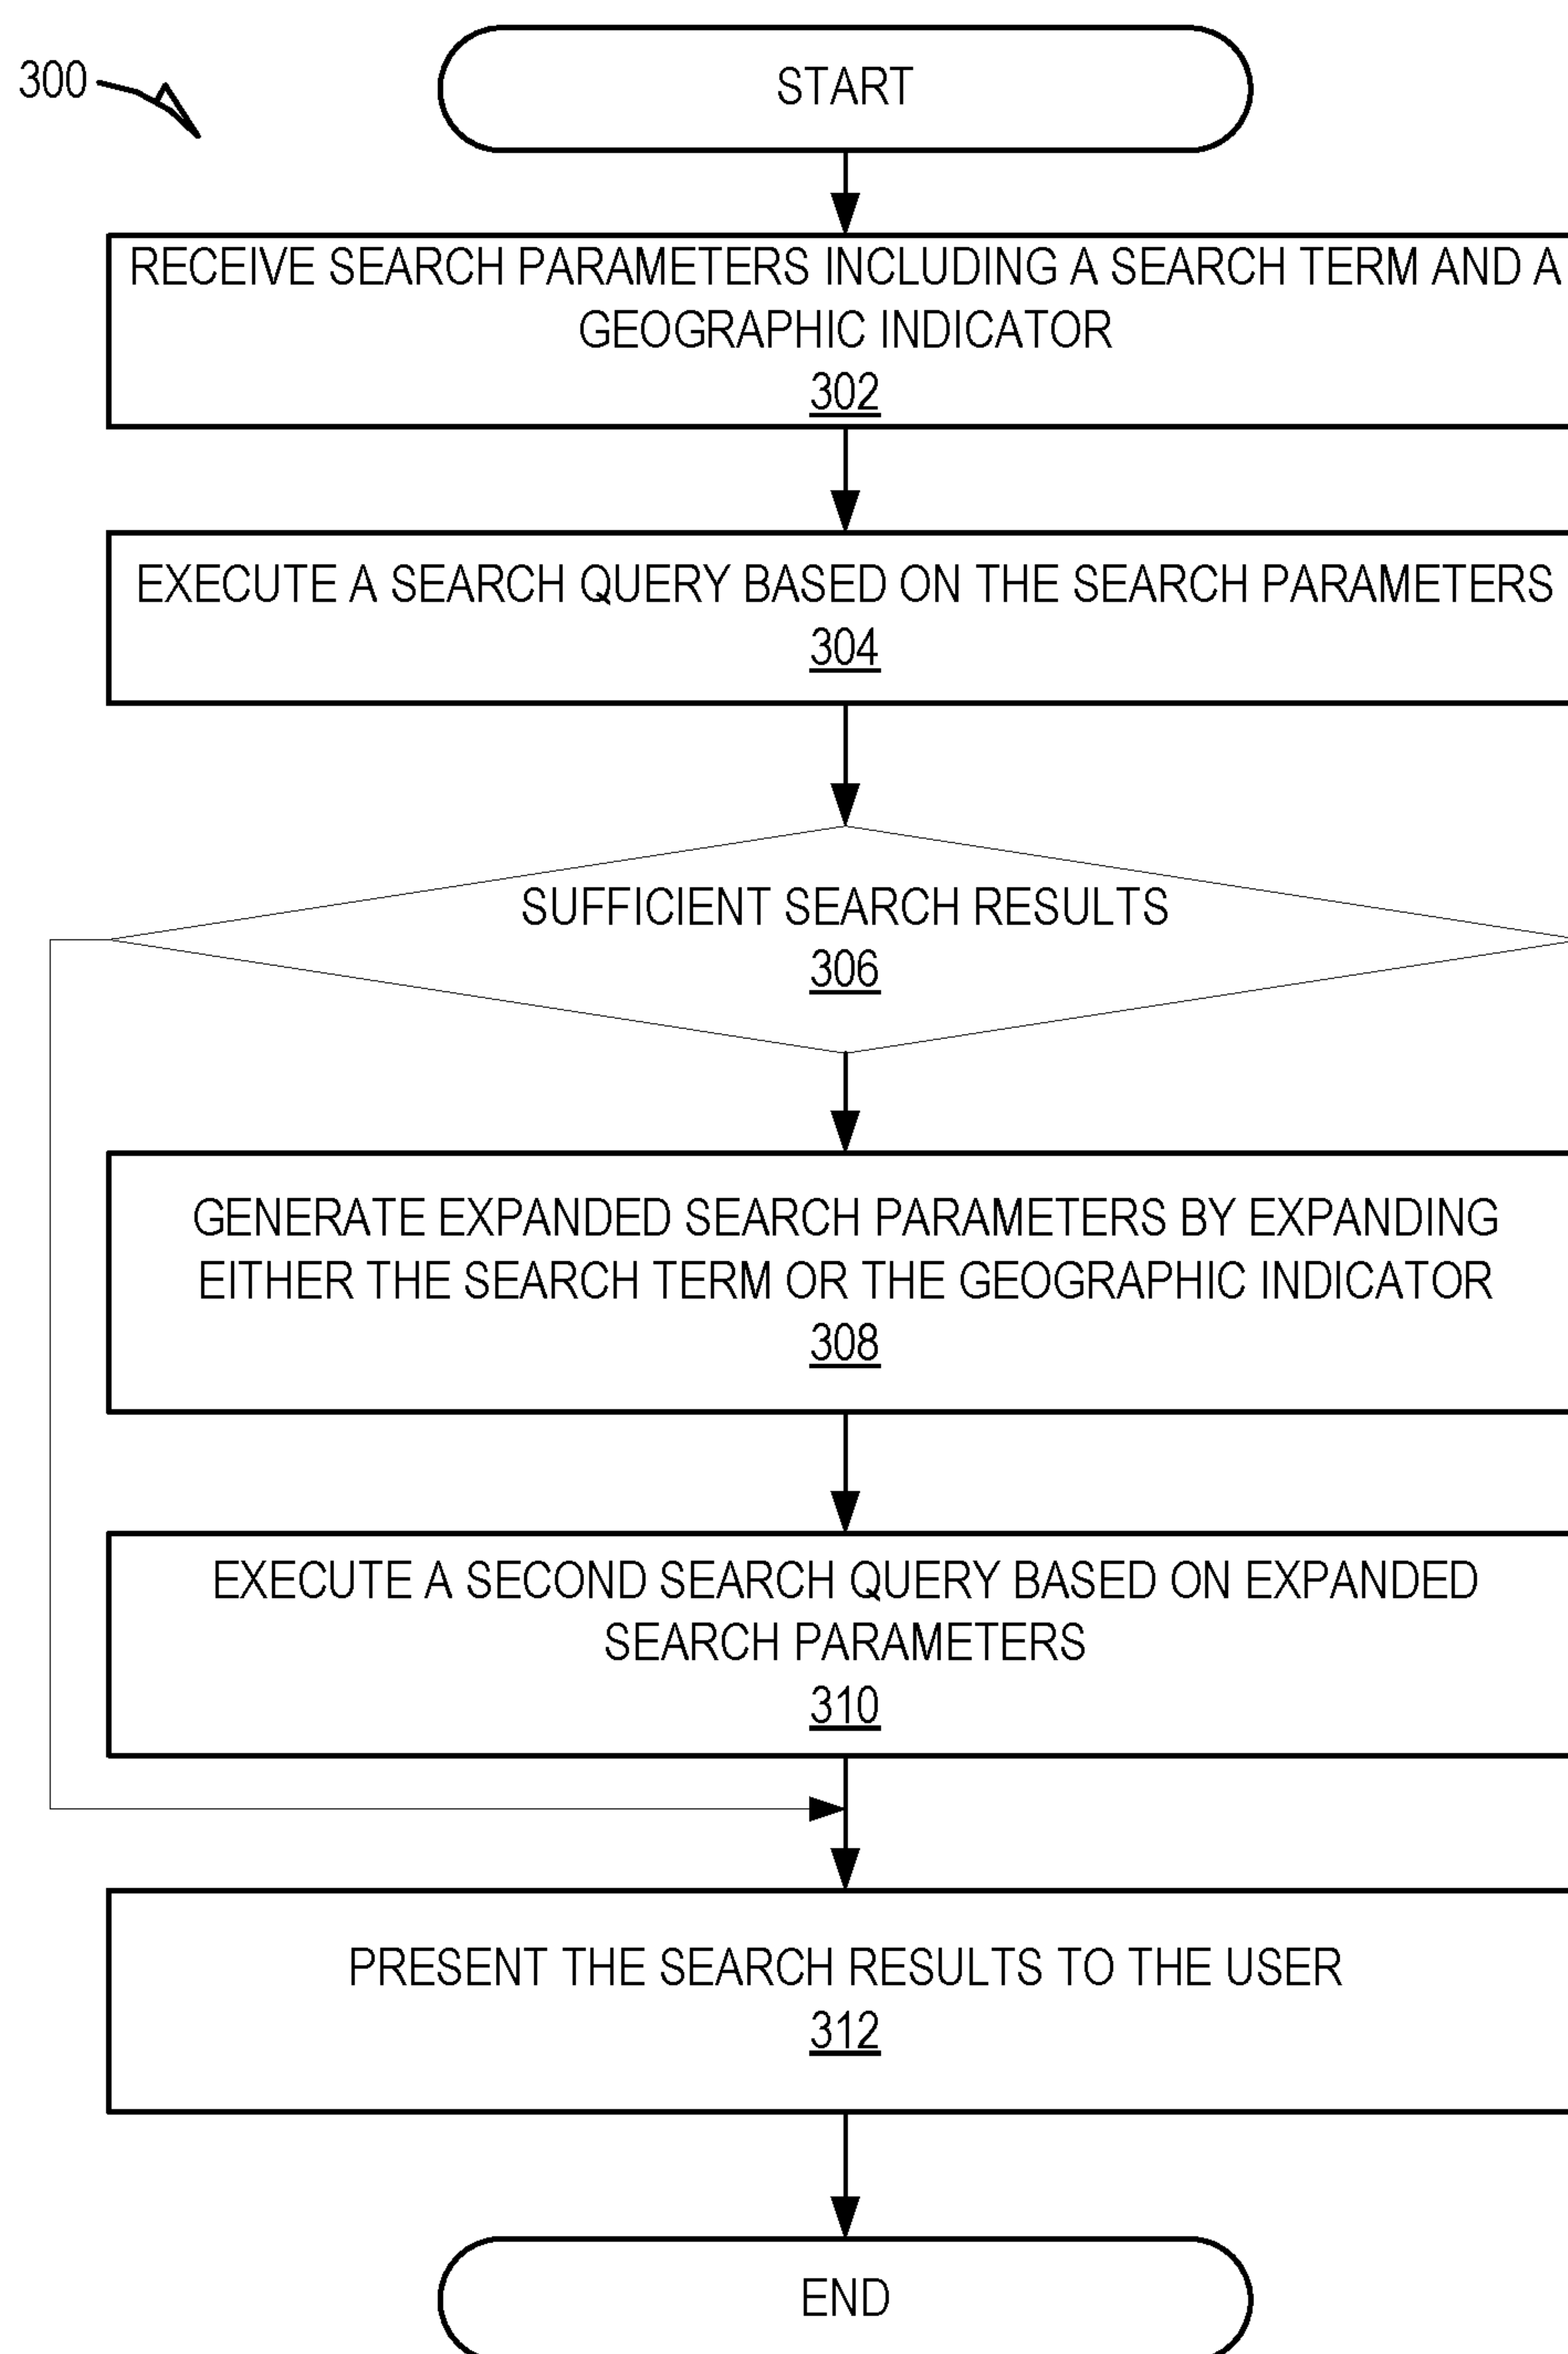 300
START
RECEIVE SEARCH PARAMETERS INCLUDING A SEARCH TERM AND A
GEOGRAPHIC INDICATOR
302
EXECUTE A SEARCH QUERY BASED ON THE SEARCH PARAMETERS
304
SUFFICIENT SEARCH RESULTS
306
GENERATE EXPANDED SEARCH PARAMETERS BY EXPANDING
EITHER THE SEARCH TERM OR THE GEOGRAPHIC INDICATOR
308
EXECUTE A SECOND SEARCH QUERY BASED ON EXPANDED
SEARCH PARAMETERS
310
PRESENT THE SEARCH RESULTS TO THE USER
312
END